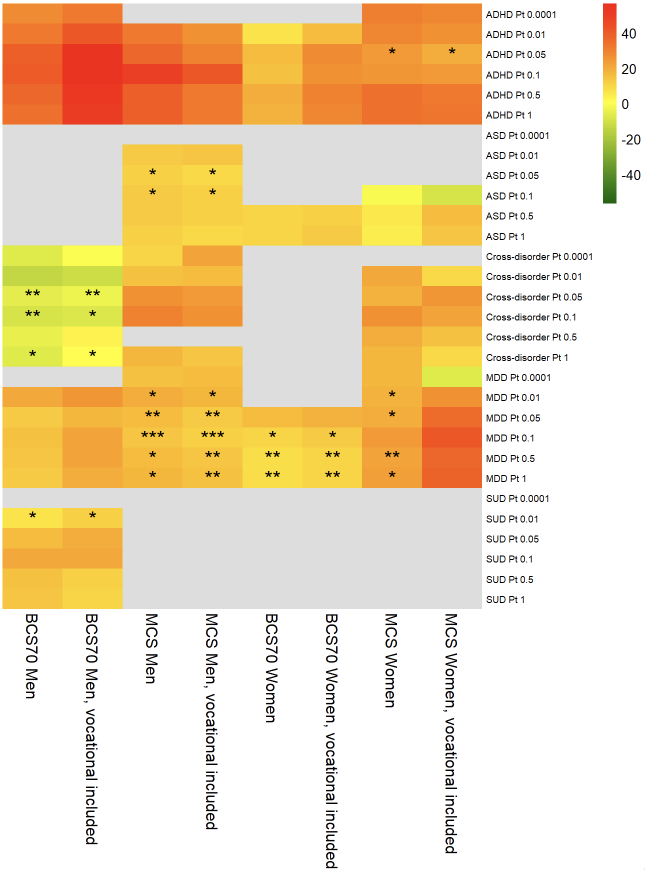 ADHD Pt 0.0001
ADHD Pt 0.01
* * ADHD Pt 0.05
ADHD Pt 0.1
ADHD Pt 0.5
ADHD Pt 1
ASD Pt 0.0001
ASD Pt 0.01
* * ASD Pt 0.05
* * ASD Pt 0.1
ASD Pt 0.5
ASD Pt 1
Cross-disorder Pt 0.0001
Cross-disorder Pt 0.01
** ** Cross-disorder Pt 0.05
** * Cross-disorder Pt 0.1
Cross-disorder Pt 0.5
* * Cross-disorder Pt 1
MDD Pt 0.0001
* * * MDD Pt 0.01
** ** * MDD Pt 0.05
*** *** * * MDD Pt 0.1
* ** ** ** ** MDD Pt 0.5
* ** ** ** * MDD Pt 1
SUD Pt 0.0001
* * SUD Pt 0.01
SUD Pt 0.05
SUD Pt 0.1
SUD Pt 0.5
SUD Pt 1
40
20
0
-20
-40
BCS70 Men
BCS70 Men, vocational included
MCS Men
MCS Men, vocational included
BCS70 Women
BCS70 Women, vocational included
MCS Women
MCS Women, vocational included